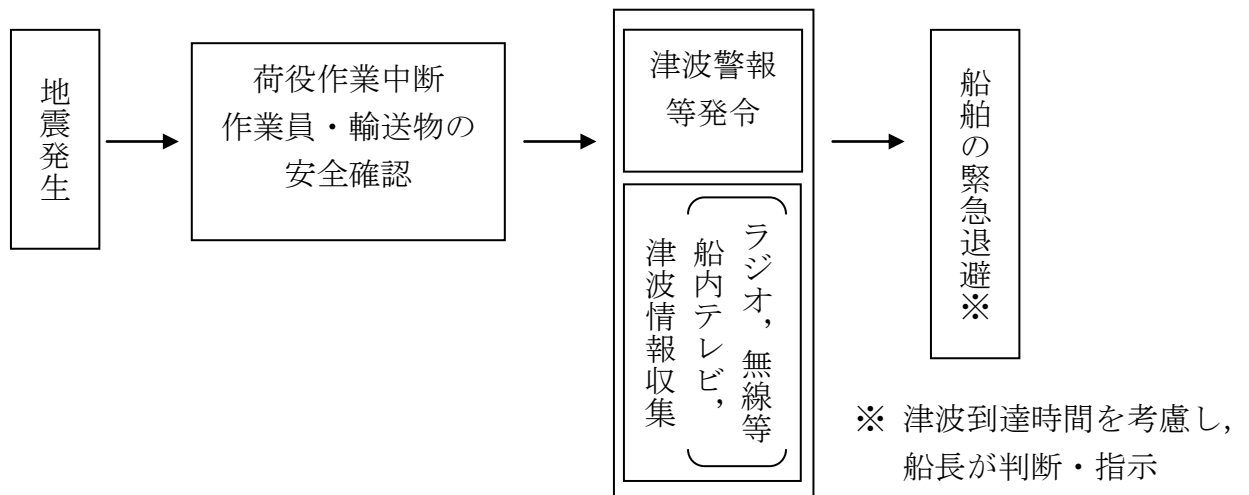 地震発生
荷役作業中断
作業員・輸送物の
安全確認
津波警報
等発令
津波情報収集
船内テレビ,
ラジオ, 無線等
船舶の緊急退避※
※ 津波到達時間を考慮し,
船長が判断・指示